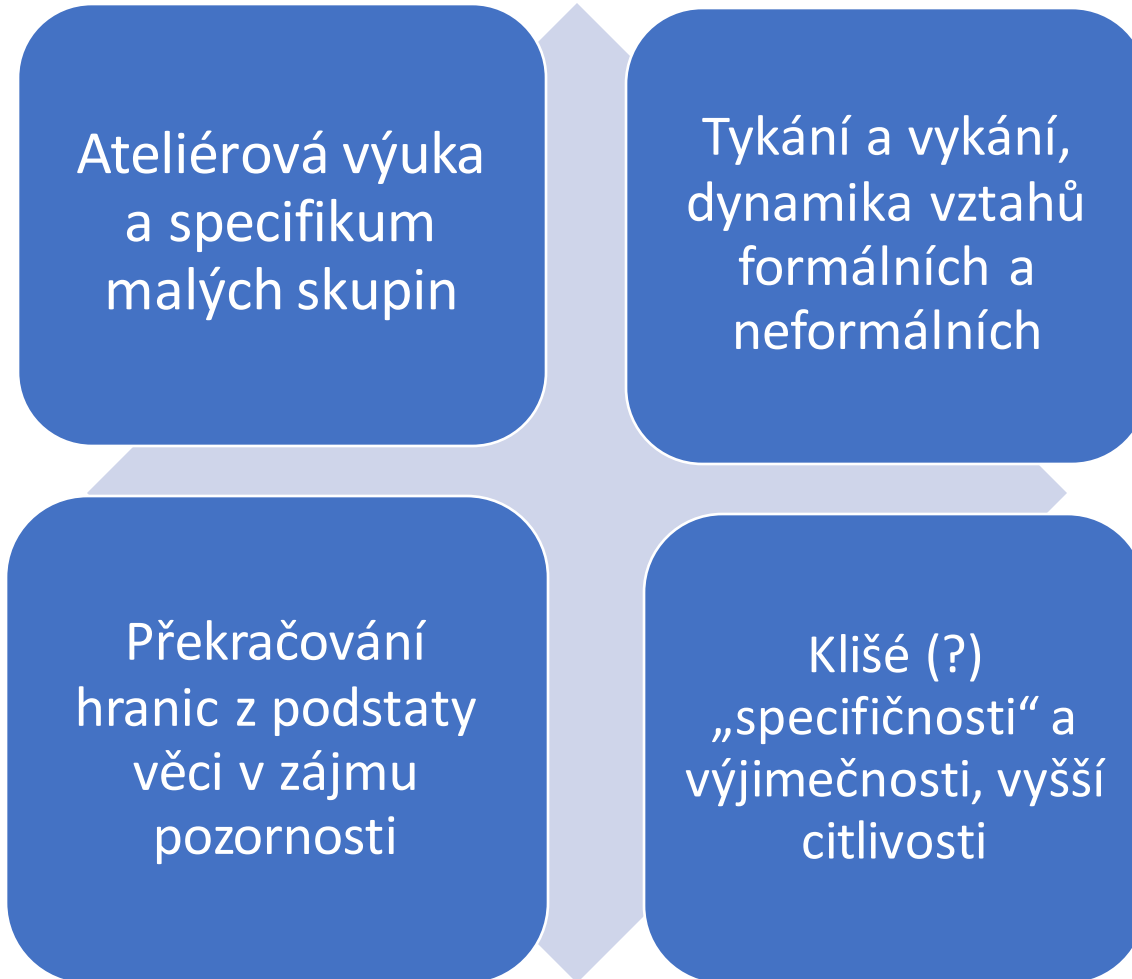 Ateliérová výuka
a specifikum
malých skupin
Tykání a vykání,
dynamika vztahů
formálních a
neformálních
Překračování
hranic z podstaty
věci v zájmu
pozornosti
Klišé (?)
„specifičnosti“ a
výjimečnosti, vyšší
citlivosti